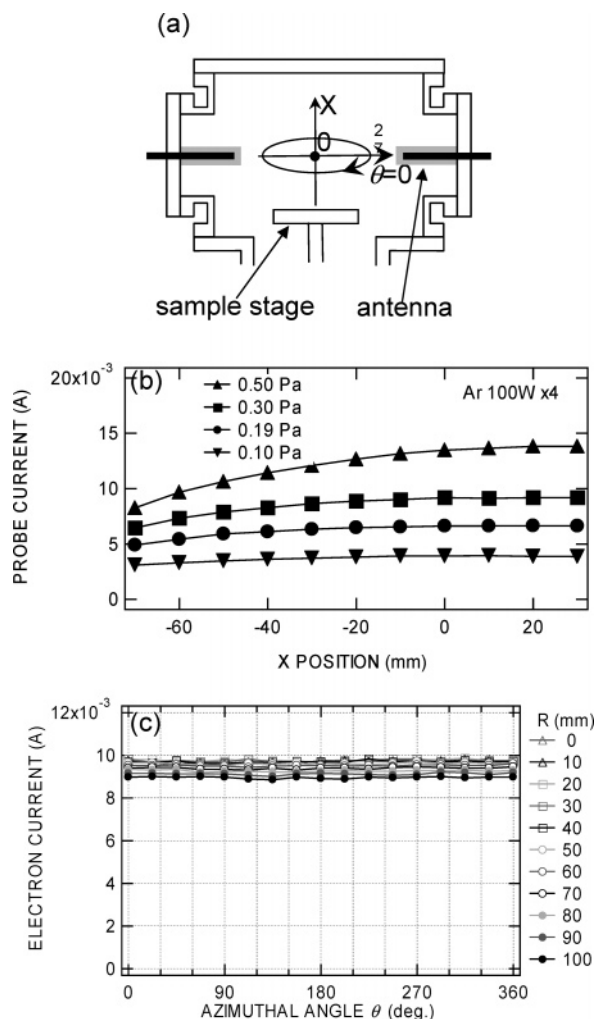 (a)
X
0
2
7
θ=0
sample stage
antenna
(b)
20x10⁻³
15
10
5
0
PROBE CURRENT (A)
0.50 Pa
0.30 Pa
0.19 Pa
0.10 Pa
Ar 100W x4
-60 -40 -20 0 20
X POSITION (mm)
(c)
12x10⁻³
10
8
6
4
2
0
ELECTRON CURRENT (A)
R (mm)
0
10
20
30
40
50
60
70
80
90
100
0 90 180 270 360
AZIMUTHAL ANGLE θ (deg.)